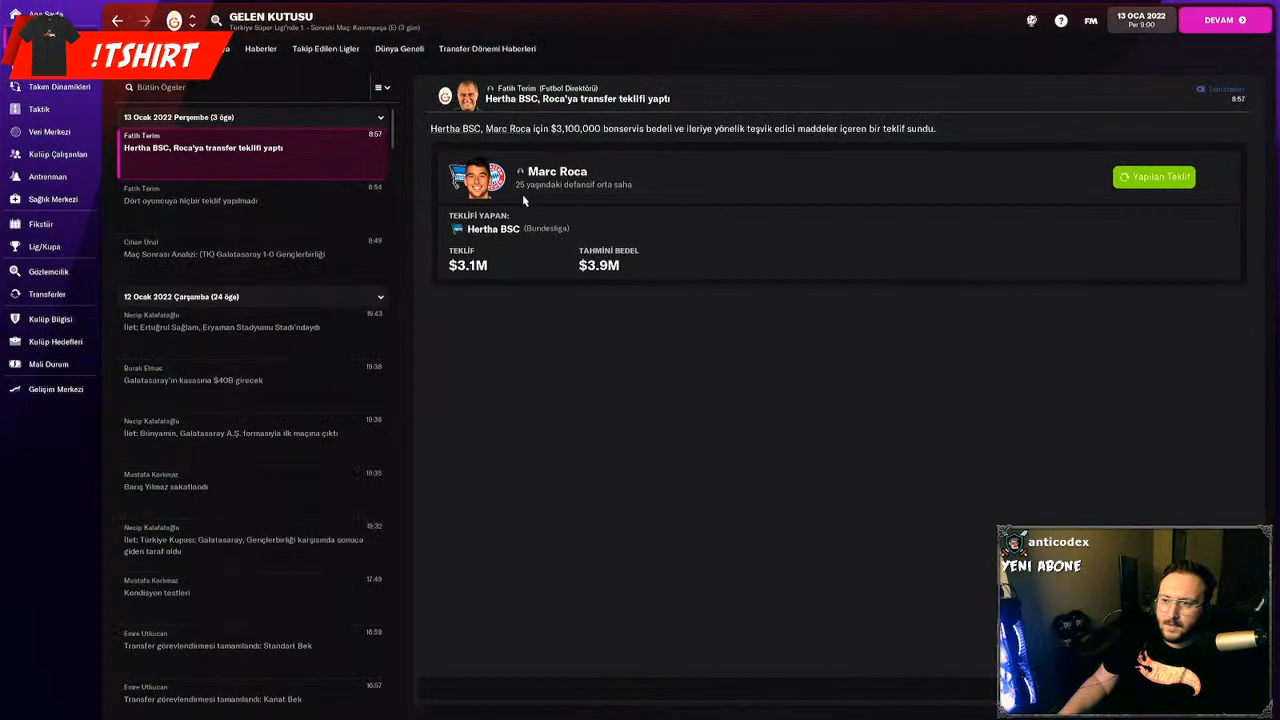 Ana Sayfa
GELEN KUTUSU
Türkiye Süper Ligi'nde 1. - Sonraki Maç: Kasımpaşa (E) (3 gün)
FM
13 OCA 2022
Per 9:00
DEVAM
!TSHIRT
Haberler
Takip Edilen Ligler
Dünya Geneli
Transfer Dönemi Haberleri
Takım Dinamikleri
Taktik
Veri Merkezi
Kulüp Çalışanları
Antrenman
Sağlık Merkezi
Fikstür
Lig/Kupa
Gözlemcilik
Transferler
Kulüp Bilgisi
Kulüp Hedefleri
Mali Durum
Gelişim Merkezi
Bütün Ögeler
13 Ocak 2022 Perşembe (3 öge)
Fatih Terim 8:57
Hertha BSC, Roca'ya transfer teklifi yaptı
Fatih Terim 8:54
Dört oyuncuya hiçbir teklif yapılmadı
Cihan Ünal 8:49
Maç Sonrası Analizi: (TK) Galatasaray 1-0 Gençlerbirliği
12 Ocak 2022 Çarşamba (24 öge)
Necip Kalafatoğlu 19:43
İlet: Ertuğrul Sağlam, Eryaman Stadyumu Stadı'ndaydı
Burak Elmas 19:38
Galatasaray'ın kasasına $40B girecek
Necip Kalafatoğlu 19:36
İlet: Bünyamin, Galatasaray A.Ş. formasıyla ilk maçına çıktı
Mustafa Korkmaz 19:35
Barış Yılmaz sakatlandı
Necip Kalafatoğlu 19:32
İlet: Türkiye Kupası: Galatasaray, Gençlerbirliği karşısında sonuca
giden taraf oldu
Mustafa Korkmaz 17:49
Kondisyon testleri
Emre Utkucan 16:59
Transfer görevlendirmesi tamamlandı: Standart Bek
Emre Utkucan 16:57
Transfer görevlendirmesi tamamlandı: Kanat Bek
Fatih Terim (Futbol Direktörü)
Hertha BSC, Roca'ya transfer teklifi yaptı
Transferler
8:57
Hertha BSC, Marc Roca için $3,100,000 bonservis bedeli ve ileriye yönelik teşvik edici maddeler içeren bir teklif sundu.
Marc Roca
25 yaşındaki defansif orta saha
Yapılan Teklif
TEKLİFİ YAPAN:
Hertha BSC (Bundesliga)
TEKLİF TAHMİNİ BEDEL
$3.1M $3.9M
anticodex
YENİ ABONE